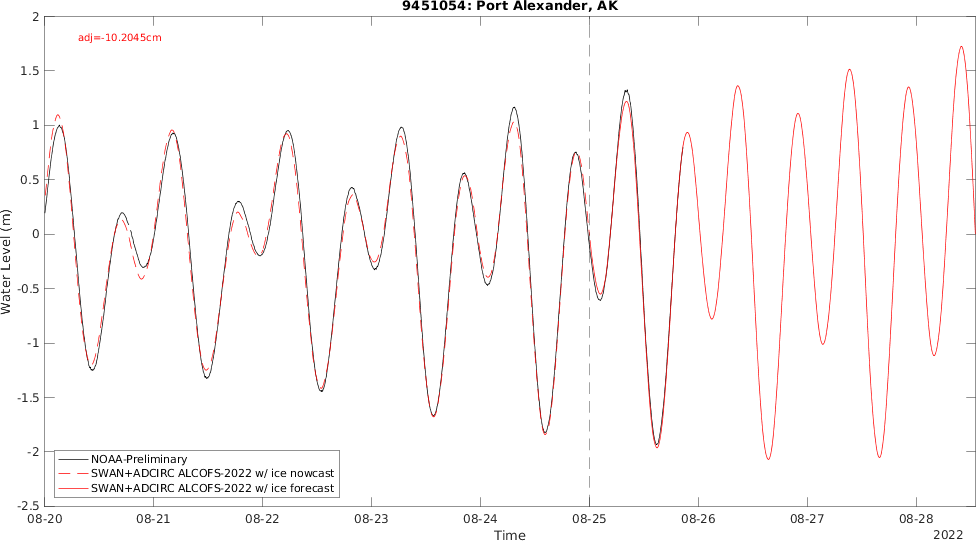 9451054: Port Alexander, AK
adj=-10.2045cm
Water Level (m)
2
1.5
1
0.5
0
-0.5
-1
-1.5
-2
-2.5
NOAA-Preliminary
SWAN+ADCIRC ALCOFS-2022 w/ ice nowcast
SWAN+ADCIRC ALCOFS-2022 w/ ice forecast
08-20 08-21 08-22 08-23 08-24 08-25 08-26 08-27 08-28
Time
2022